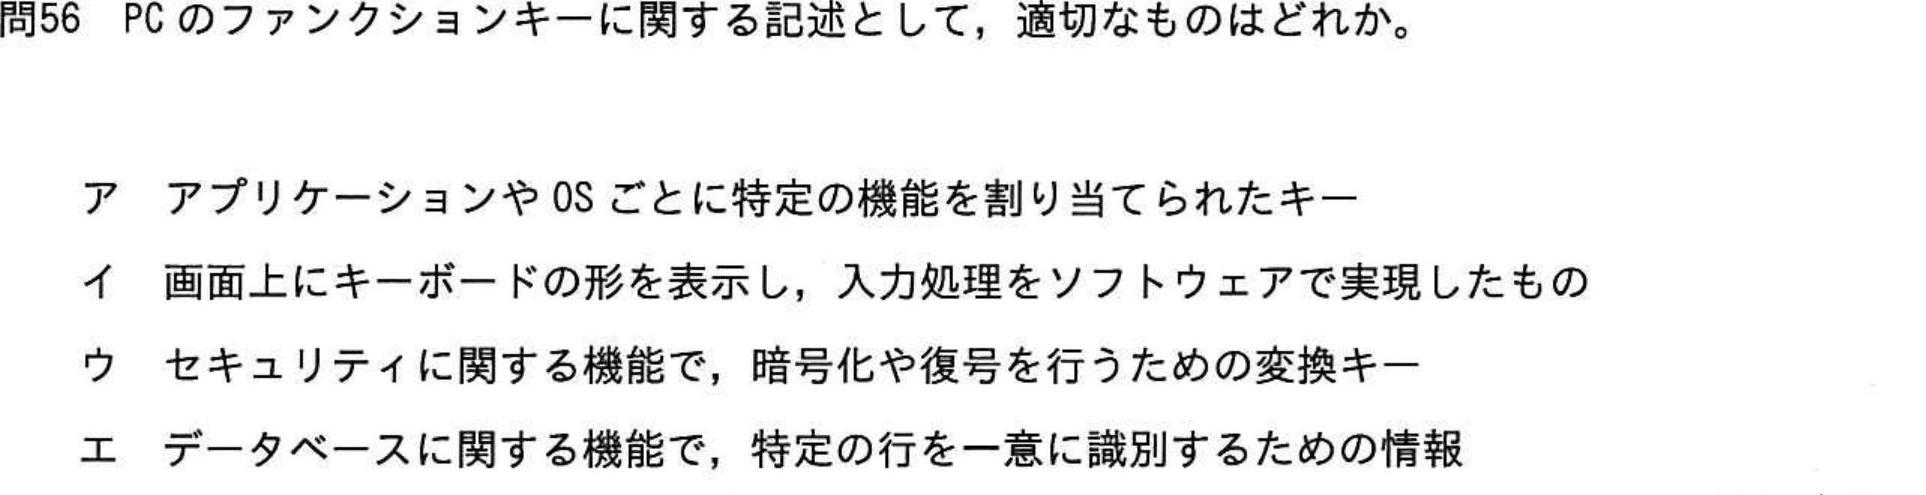 問56 PCのファンクションキーに関する記述として，適切なものはどれか。
ア アプリケーションやOSごとに特定の機能を割り当てられたキー
イ 画面上にキーボードの形を表示し，入力処理をソフトウェアで実現したもの
ウ セキュリティに関する機能で，暗号化や復号を行うための変換キー
エ データベースに関する機能で，特定の行を一意に識別するための情報